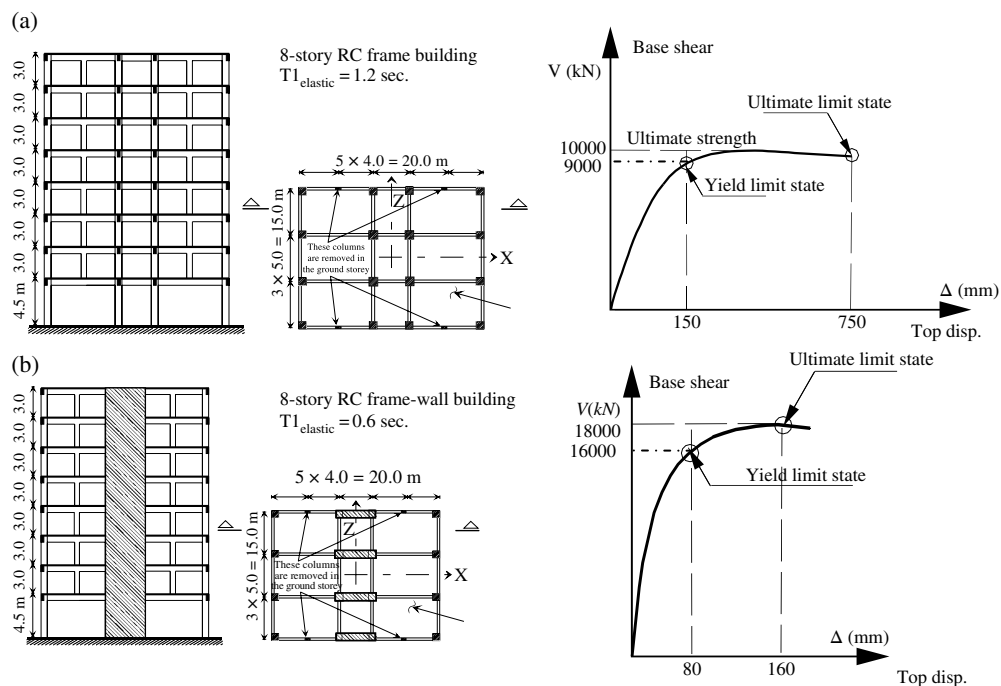 (a)
8-story RC frame building
T1elastic = 1.2 sec.
3.0
3.0
3.0
3.0
3.0
3.0
3.0
4.5 m
5 × 4.0 = 20.0 m
3 × 5.0 = 15.0 m
Z
X
These columns
are removed in
the ground storey
Base shear
V (kN)
Ultimate limit state
Ultimate strength
10000
9000
Yield limit state
Δ (mm)
150
750
Top disp.
(b)
8-story RC frame-wall building
T1elastic = 0.6 sec.
3.0
3.0
3.0
3.0
3.0
3.0
3.0
4.5 m
5 × 4.0 = 20.0 m
3 × 5.0 = 15.0 m
Z
X
These columns
are removed in
the ground storey
Base shear
V(kN)
Ultimate limit state
18000
16000
Yield limit state
Δ (mm)
80
160
Top disp.